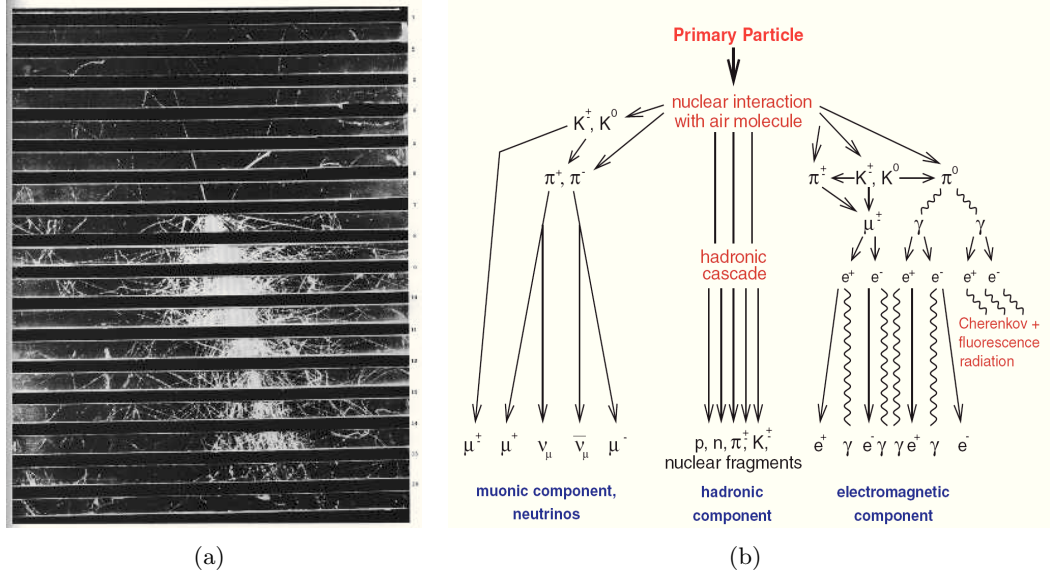 Primary Particle
nuclear interaction
with air molecule
K±, K⁰
π⁺, π⁻
π± K±, K⁰ π⁰
μ± γ γ
hadronic
cascade
e⁺ e⁻ e⁺ e⁻ e⁺ e⁻
Cherenkov +
fluorescence
radiation
μ± μ⁺ νμ ν̄μ μ⁻
p, n, π±, K±,
nuclear fragments
e⁺ γ e⁻ γ γ e⁺ γ e⁻
muonic component,
neutrinos
hadronic
component
electromagnetic
component
(a)
(b)